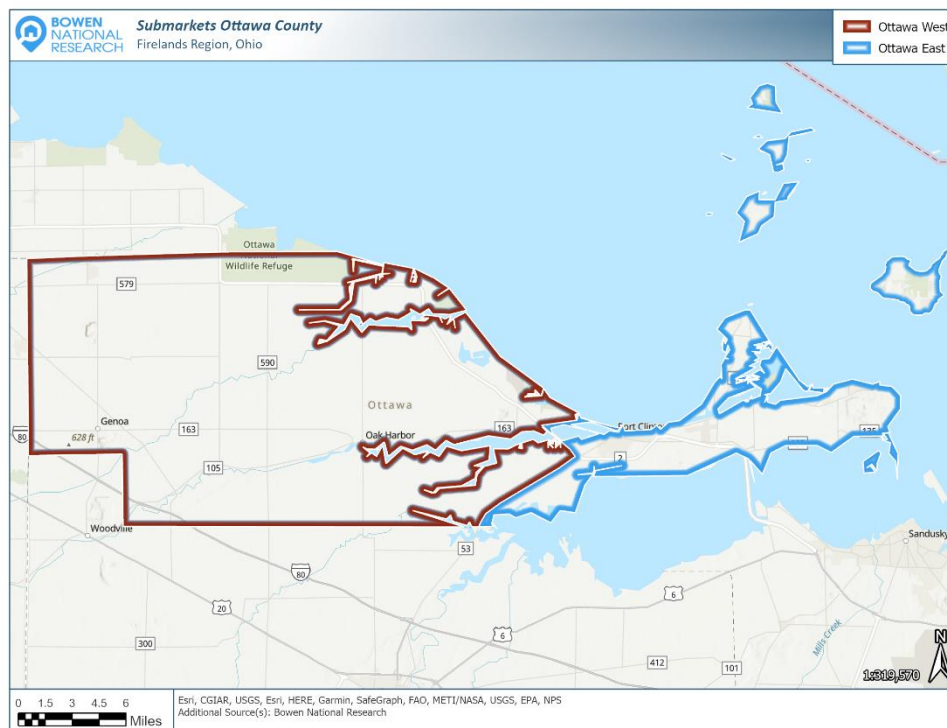 BOWEN
NATIONAL
RESEARCH
Submarkets Ottawa County
Firelands Region, Ohio
Ottawa West
Ottawa East
Ottawa
Wildlife Refuge
579
590
Ottawa
Genoa
628 ft
80
163
163
Oak Harbor
105
2
Woodville
53
80
20
6
6
300
412
101
Sandusky
Mills Creek
N
1:319,570
0 1.5 3 4.5 6
Miles
Esri, CGIAR, USGS, Esri, HERE, Garmin, SafeGraph, FAO, METI/NASA, USGS, EPA, NPS
Additional Source(s): Bowen National Research